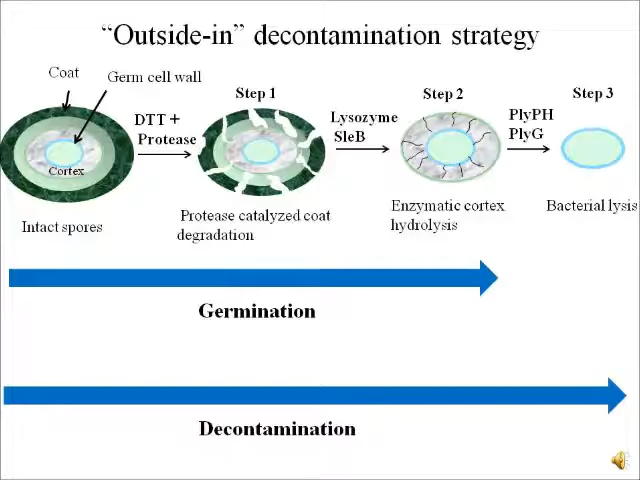 “Outside-in” decontamination strategy
Coat
Germ cell wall
Step 1
Step 2
Step 3
DTT +
Protease
Lysozyme
SleB
PlyPH
PlyG
Cortex
Intact spores
Protease catalyzed coat
degradation
Enzymatic cortex
hydrolysis
Bacterial lysis
Germination
Decontamination